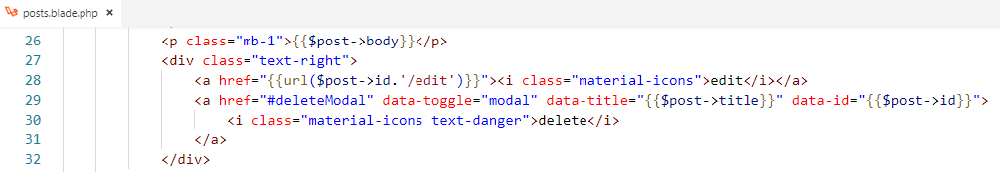 posts.blade.php ×
26 <p class="mb-1">{{$post->body}}</p>
27 <div class="text-right">
28 <a href="{{url($post->id.'/edit')}}"><i class="material-icons">edit</i></a>
29 <a href="#deleteModal" data-toggle="modal" data-title="{{$post->title}}" data-id="{{$post->id}}">
30 <i class="material-icons text-danger">delete</i>
31 </a>
32 </div>